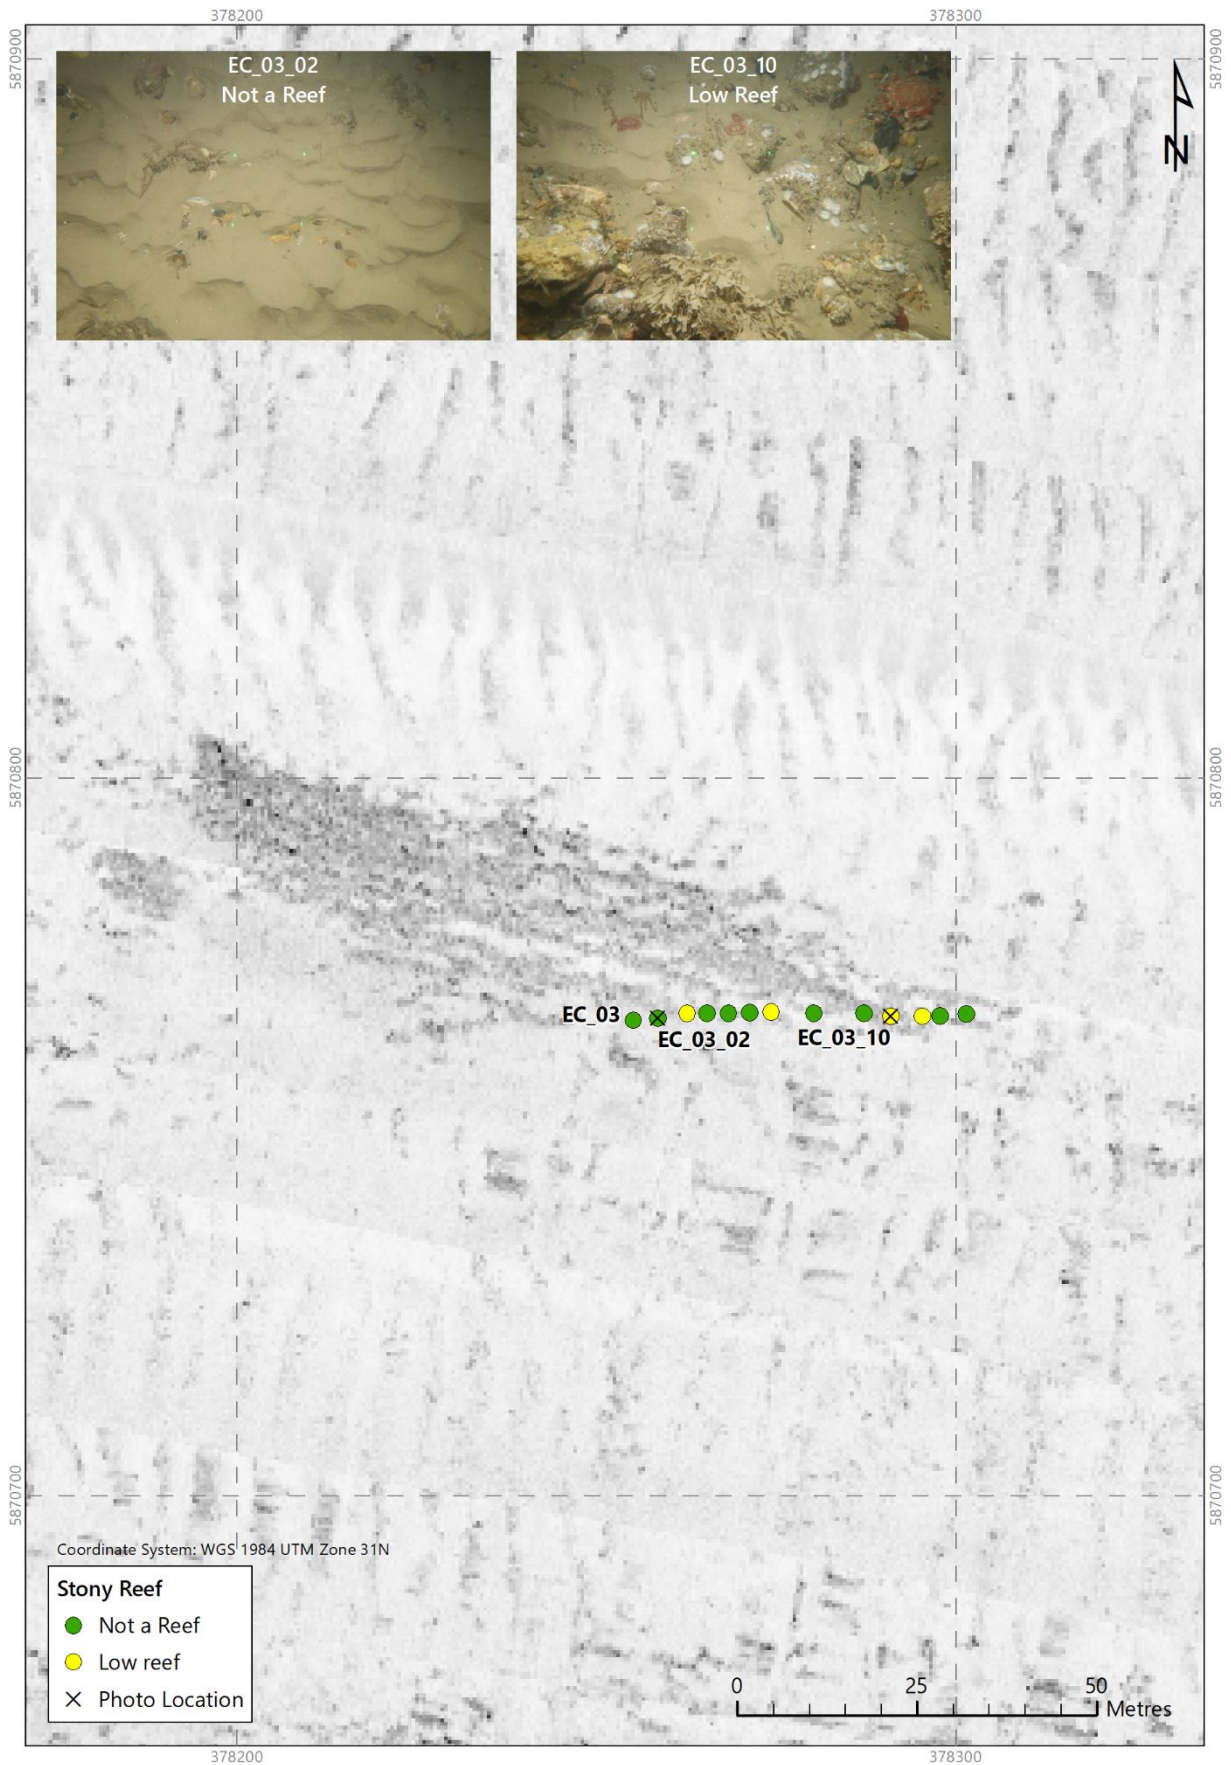 378200
378300
5870900
5870900
EC_03_02
Not a Reef
EC_03_10
Low Reef
N
5870800
5870800
EC_03
EC_03_02
EC_03_10
5870700
5870700
Coordinate System: WGS 1984 UTM Zone 31N
Stony Reef
Not a Reef
Low reef
Photo Location
0
25
50
Metres
378200
378300